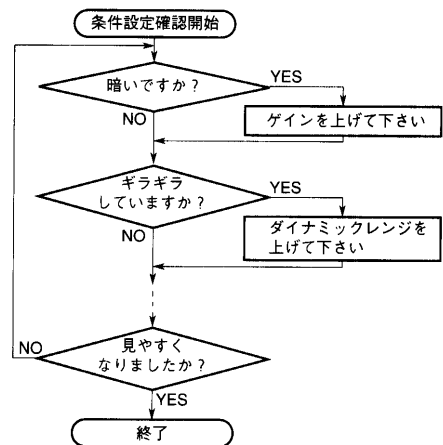 条件設定確認開始
暗いですか?
YES
NO
ゲインを上げて下さい
ギラギラ
していますか?
YES
NO
ダイナミックレンジを
上げて下さい
見やすく
なりましたか?
NO
YES
終了